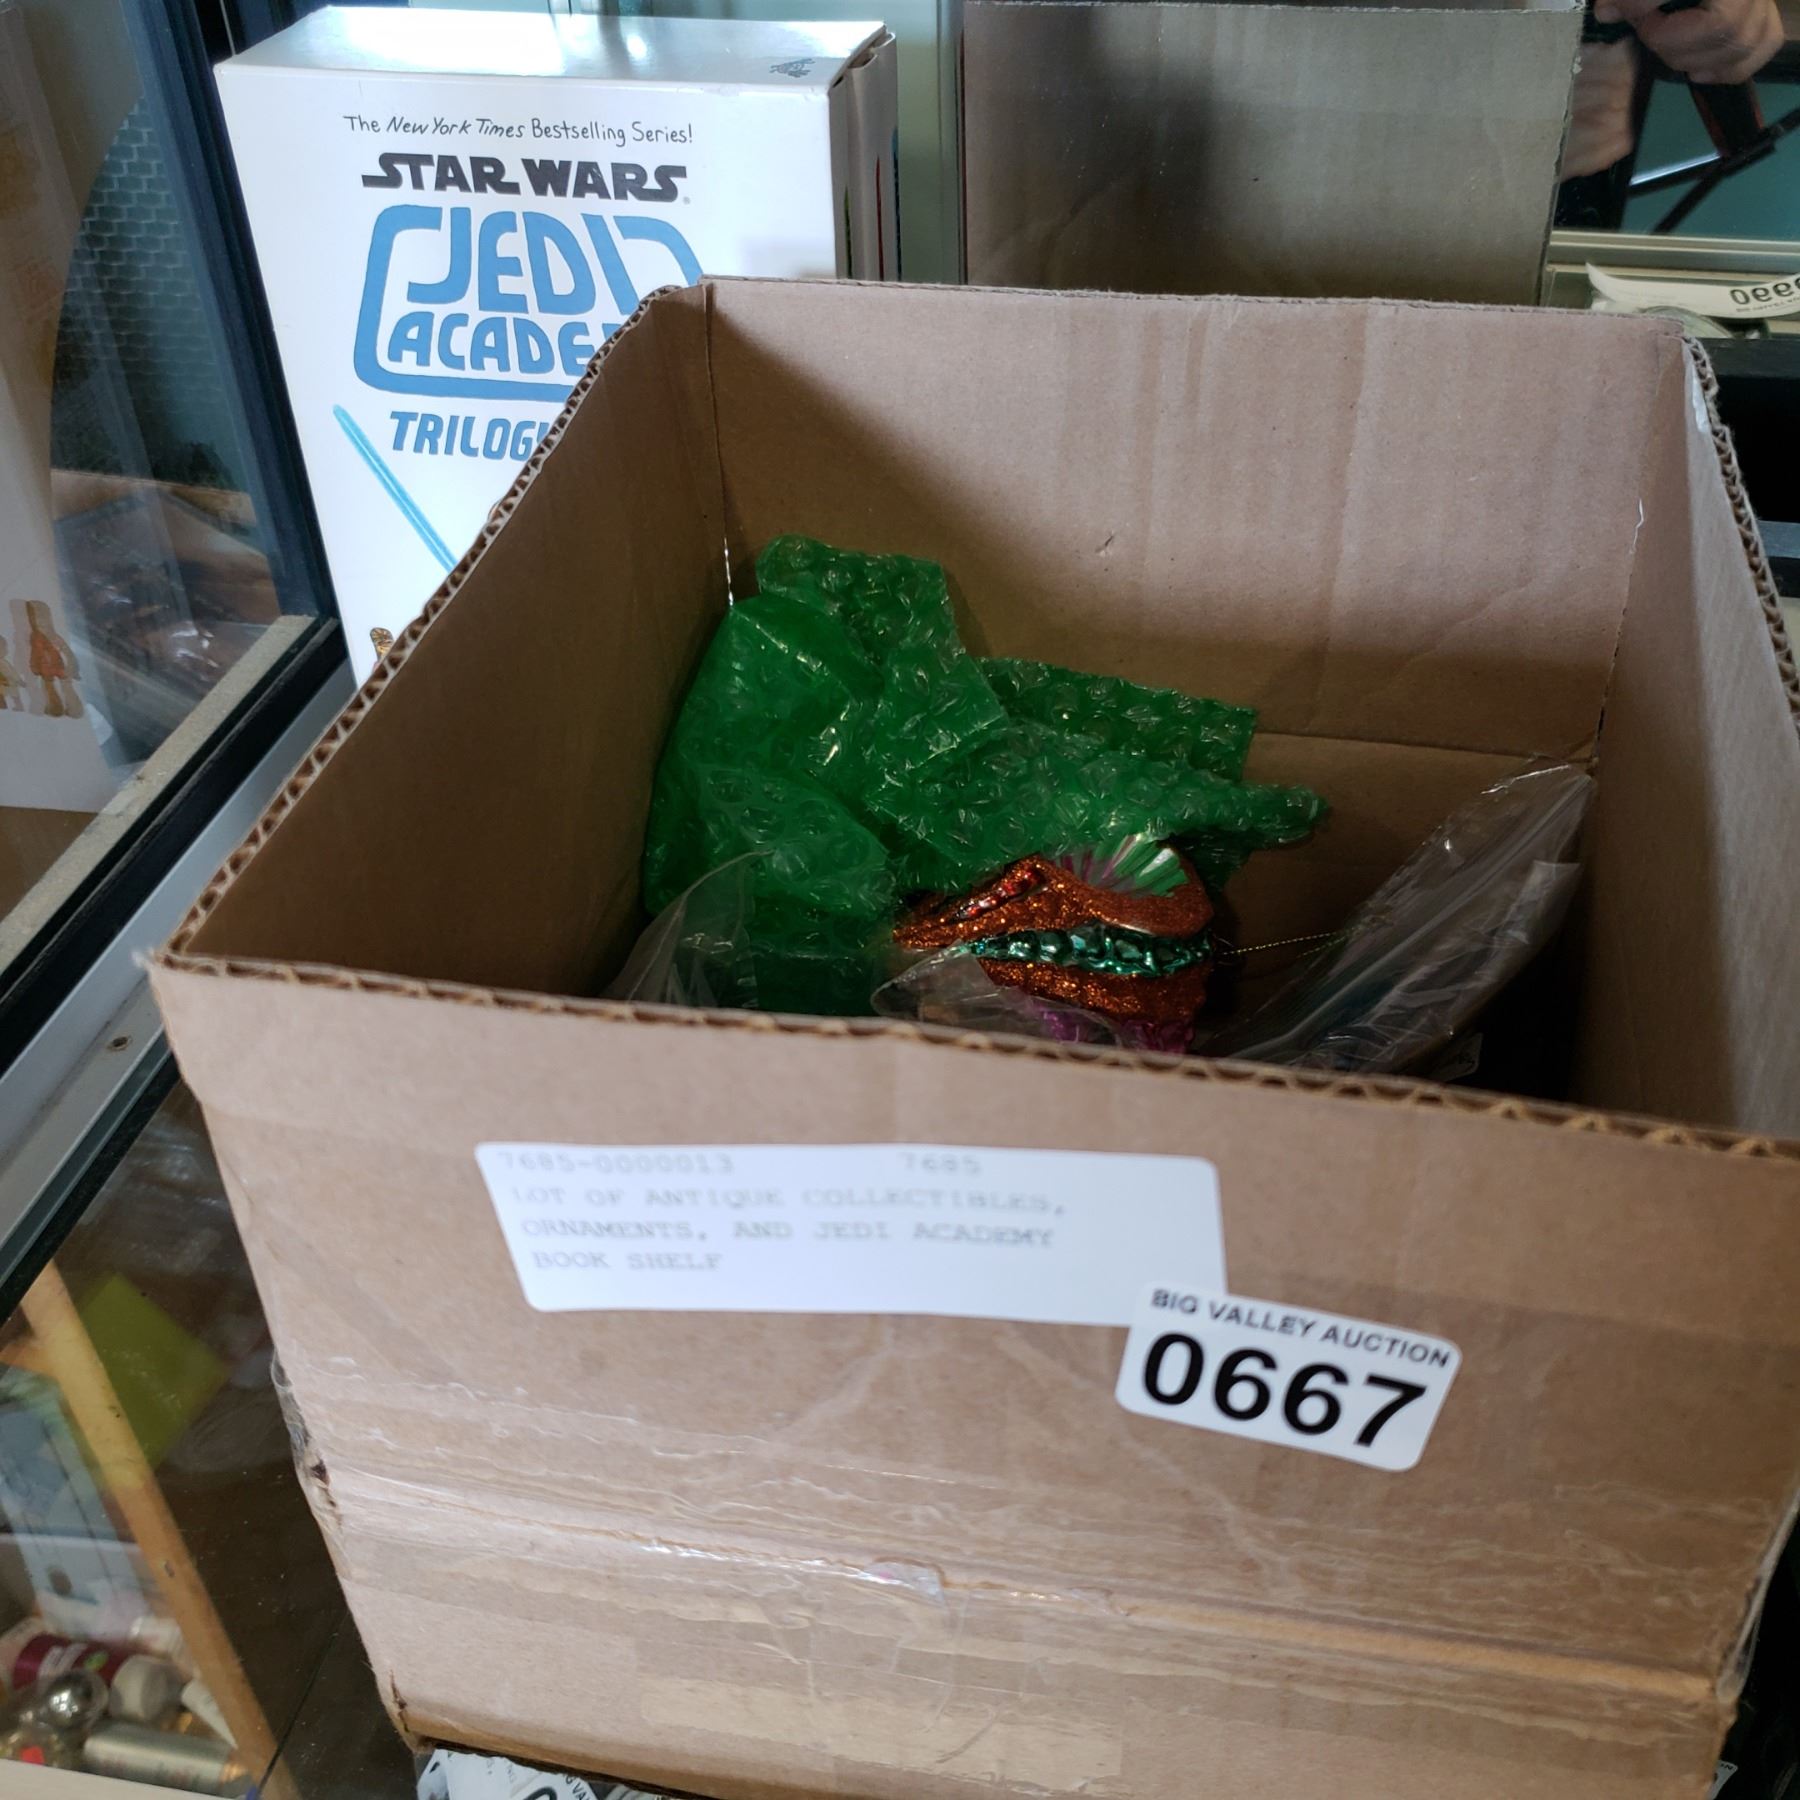 The New York Times Bestselling Series!
STAR WARS
JEDI
ACADE
TRILOGY
7685-0000013 7685
LOT OF ANTIQUE COLLECTIBLES,
ORNAMENTS, AND JEDI ACADEMY
BOOK SHELF
BIG VALLEY AUCTION
0667